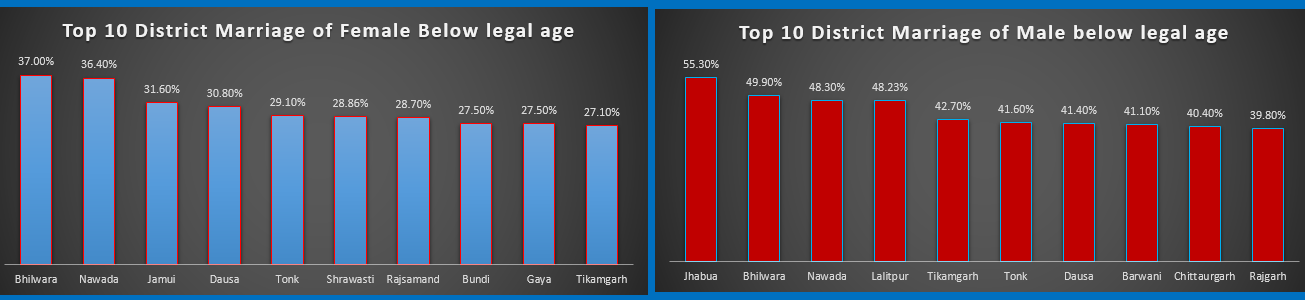 Top 10 District Marriage of Female Below legal age
37.00% 36.40% 31.60% 30.80% 29.10% 28.86% 28.70% 27.50% 27.50% 27.10%
Bhilwara Nawada Jamui Dausa Tonk Shrawasti Rajsamand Bundi Gaya Tikamgarh
Top 10 District Marriage of Male below legal age
55.30% 49.90% 48.30% 48.23% 42.70% 41.60% 41.40% 41.10% 40.40% 39.80%
Jhabua Bhilwara Nawada Lalitpur Tikamgarh Tonk Dausa Barwani Chittaurgarh Rajgarh